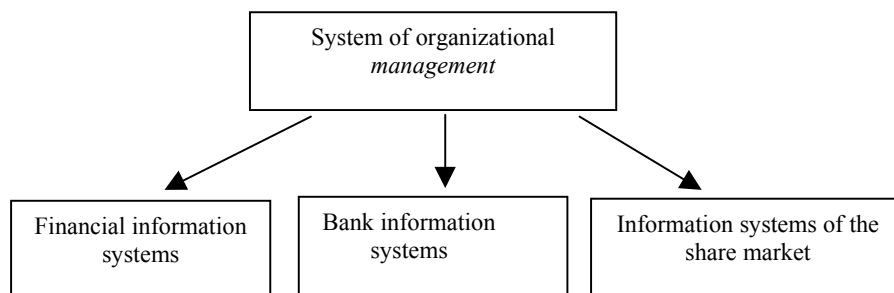 System of organizational
management
Financial information
systems
Bank information
systems
Information systems of the
share market